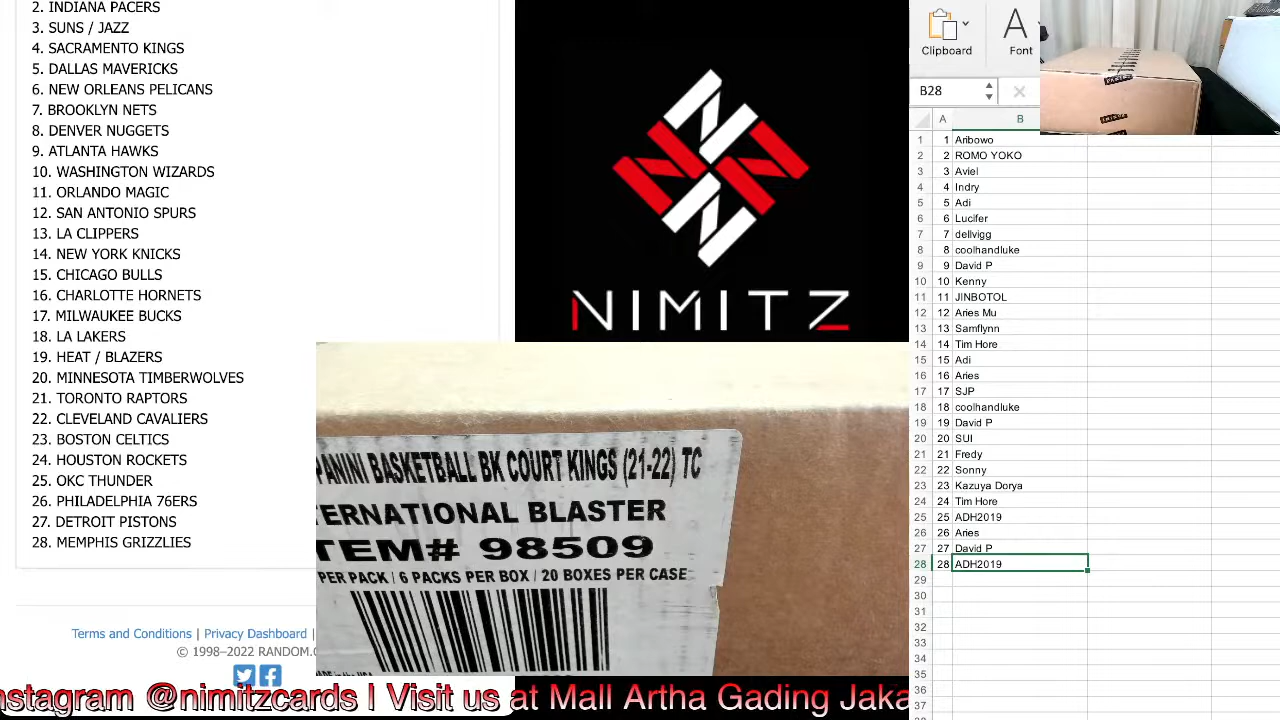 2. INDIANA PACERS
3. SUNS / JAZZ
4. SACRAMENTO KINGS
5. DALLAS MAVERICKS
6. NEW ORLEANS PELICANS
7. BROOKLYN NETS
8. DENVER NUGGETS
9. ATLANTA HAWKS
10. WASHINGTON WIZARDS
11. ORLANDO MAGIC
12. SAN ANTONIO SPURS
13. LA CLIPPERS
14. NEW YORK KNICKS
15. CHICAGO BULLS
16. CHARLOTTE HORNETS
17. MILWAUKEE BUCKS
18. LA LAKERS
19. HEAT / BLAZERS
20. MINNESOTA TIMBERWOLVES
21. TORONTO RAPTORS
22. CLEVELAND CAVALIERS
23. BOSTON CELTICS
24. HOUSTON ROCKETS
25. OKC THUNDER
26. PHILADELPHIA 76ERS
27. DETROIT PISTONS
28. MEMPHIS GRIZZLIES
Terms and Conditions | Privacy Dashboard |
© 1998–2022 RANDOM.
NIMITZ
PANINI BASKETBALL BK COURT KINGS (21-22) TC
TERNATIONAL BLASTER
TEM# 98509
PER PACK / 6 PACKS PER BOX / 20 BOXES PER CASE
Clipboard
Font
B28
A B
1 1 Aribowo
2 2 ROMO YOKO
3 3 Aviel
4 4 Indry
5 5 Adi
6 6 Lucifer
7 7 dellvigg
8 8 coolhandluke
9 9 David P
10 10 Kenny
11 11 JINBOTOL
12 12 Aries Mu
13 13 Samflynn
14 14 Tim Hore
15 15 Adi
16 16 Aries
17 17 SJP
18 18 coolhandluke
19 19 David P
20 20 SUI
21 21 Fredy
22 22 Sonny
23 23 Kazuya Dorya
24 24 Tim Hore
25 25 ADH2019
26 26 Aries
27 27 David P
28 28 ADH2019
29
30
31
32
33
34
35
36
37
nstagram @nimitzcards I Visit us at Mall Artha Gading Jaka